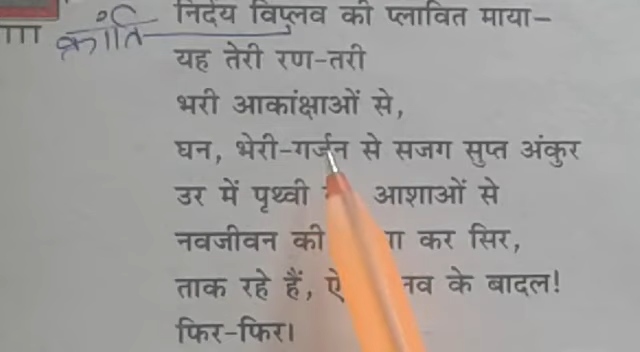 निर्दय विप्लव की प्लावित माया–
क्रांति
यह तेरी रण-तरी
भरी आकांक्षाओं से,
घन, भेरी-गर्जन से सजग सुप्त अंकुर
उर में पृथ्वी आशाओं से
नवजीवन की कर सिर,
ताक रहे हैं, के बादल!
फिर-फिर।